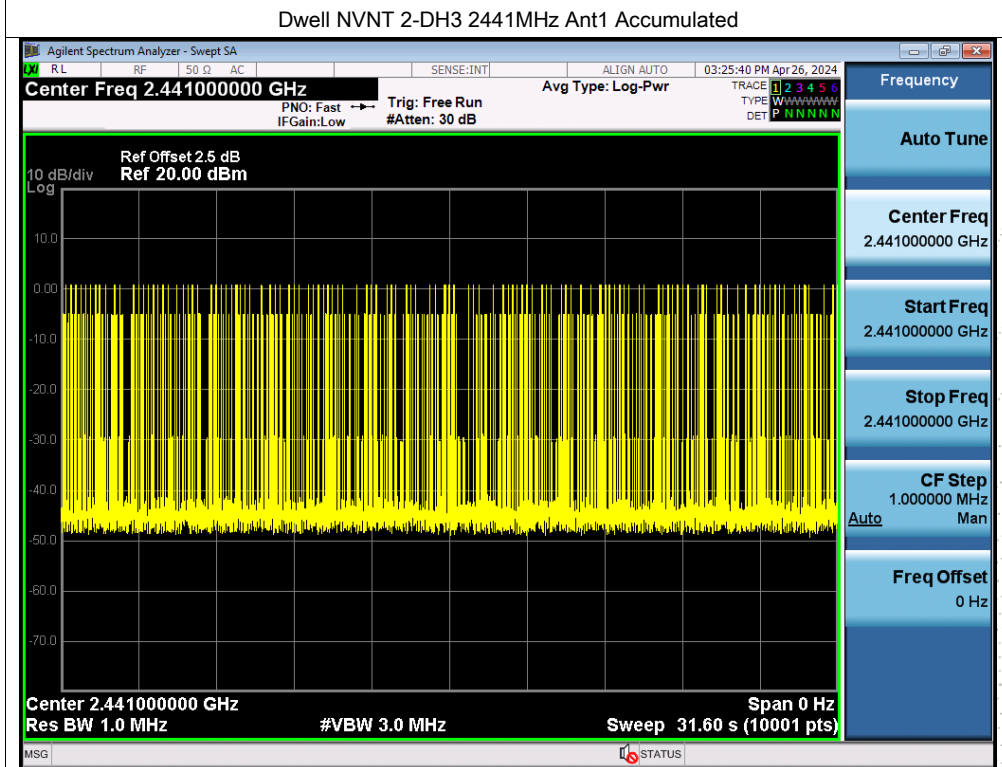 Dwell NVNT 2-DH3 2441MHz Ant1 Accumulated
Agilent Spectrum Analyzer - Swept SA
LXI RL RF 50 Ω AC SENSE:INT ALIGN AUTO 03:25:40 PM Apr 26, 2024
Center Freq 2.441000000 GHz
PNO: Fast
IFGain:Low
Trig: Free Run
#Atten: 30 dB
Avg Type: Log-Pwr
TRACE 1 2 3 4 5 6
TYPE WWWWWW
DET P N N N N N
Ref Offset 2.5 dB
10 dB/div Ref 20.00 dBm
Log
10.0
0.00
-10.0
-20.0
-30.0
-40.0
-50.0
-60.0
-70.0
Center 2.441000000 GHz Span 0 Hz
Res BW 1.0 MHz #VBW 3.0 MHz Sweep 31.60 s (10001 pts)
MSG STATUS
Frequency
Auto Tune
Center Freq
2.441000000 GHz
Start Freq
2.441000000 GHz
Stop Freq
2.441000000 GHz
CF Step
1.000000 MHz
Auto Man
Freq Offset
0 Hz